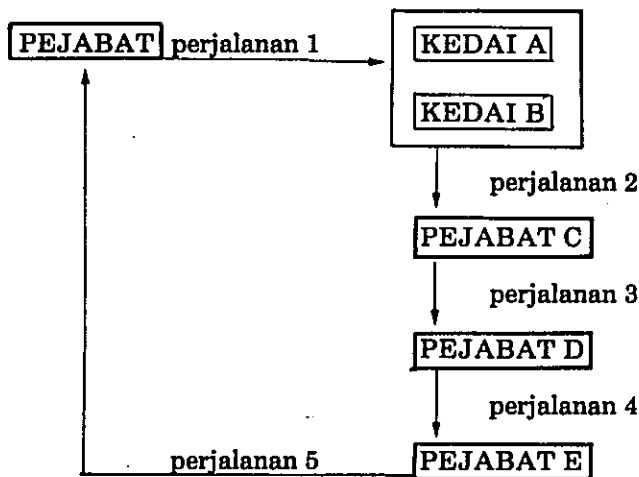 PEJABAT
perjalanan 1
KEDAI A
KEDAI B
perjalanan 2
PEJABAT C
perjalanan 3
PEJABAT D
perjalanan 4
PEJABAT E
perjalanan 5